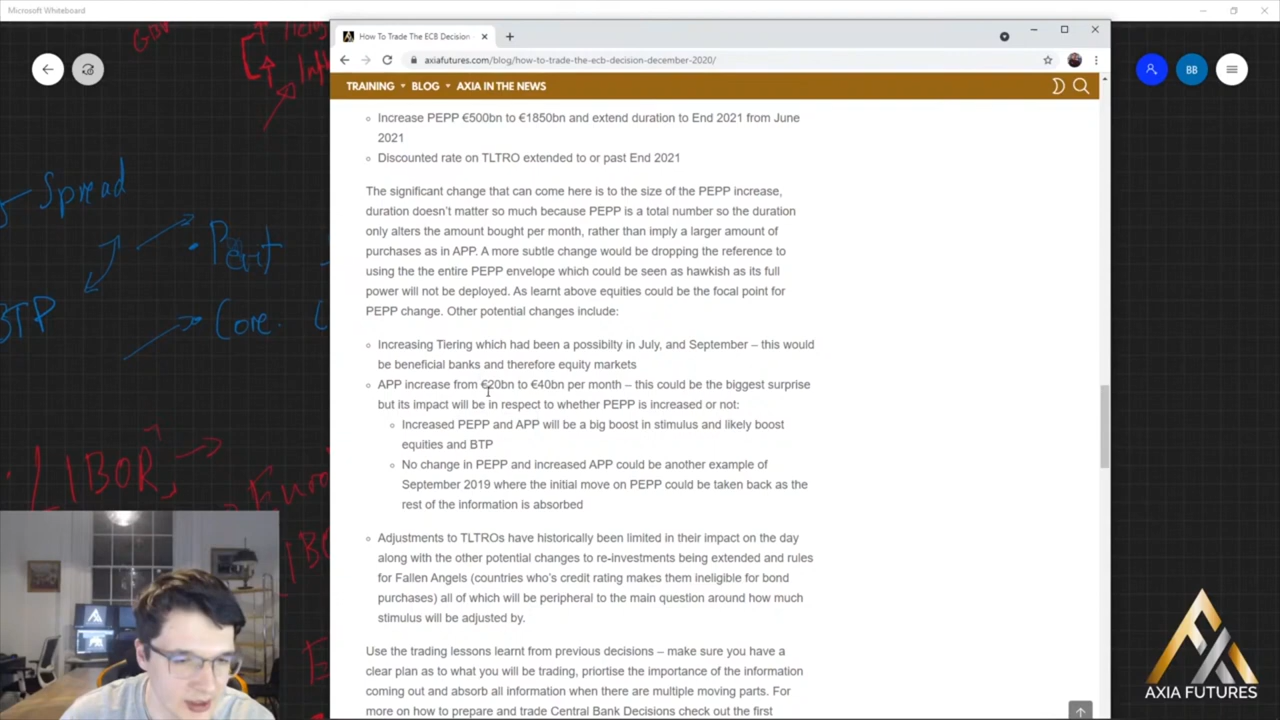 Microsoft Whiteboard
How To Trade The ECB Decision
axiafutures.com/blog/how-to-trade-the-ecb-decision-december-2020/
BB
TRAINING BLOG AXIA IN THE NEWS
Increase PEPP €500bn to €1850bn and extend duration to End 2021 from June
2021
Discounted rate on TLTRO extended to or past End 2021
The significant change that can come here is to the size of the PEPP increase,
duration doesn't matter so much because PEPP is a total number so the duration
only alters the amount bought per month, rather than imply a larger amount of
purchases as in APP. A more subtle change would be dropping the reference to
using the the entire PEPP envelope which could be seen as hawkish as its full
power will not be deployed. As learnt above equities could be the focal point for
PEPP change. Other potential changes include:
Increasing Tiering which had been a possibilty in July, and September – this would
be beneficial banks and therefore equity markets
APP increase from €20bn to €40bn per month – this could be the biggest surprise
but its impact will be in respect to whether PEPP is increased or not:
Increased PEPP and APP will be a big boost in stimulus and likely boost
equities and BTP
No change in PEPP and increased APP could be another example of
September 2019 where the initial move on PEPP could be taken back as the
rest of the information is absorbed
Adjustments to TLTROs have historically been limited in their impact on the day
along with the other potential changes to re-investments being extended and rules
for Fallen Angels (countries who's credit rating makes them ineligible for bond
purchases) all of which will be peripheral to the main question around how much
stimulus will be adjusted by.
Use the trading lessons learnt from previous decisions – make sure you have a
clear plan as to what you will be trading, priortise the importance of the information
coming out and absorb all information when there are multiple moving parts. For
more on how to prepare and trade Central Bank Decisions check out the first
Spread
BTP
Core
LIBOR
AXIA FUTURES